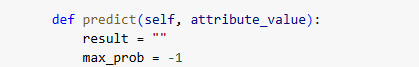 def predict(self, attribute_value):
    result = ""
    max_prob = -1